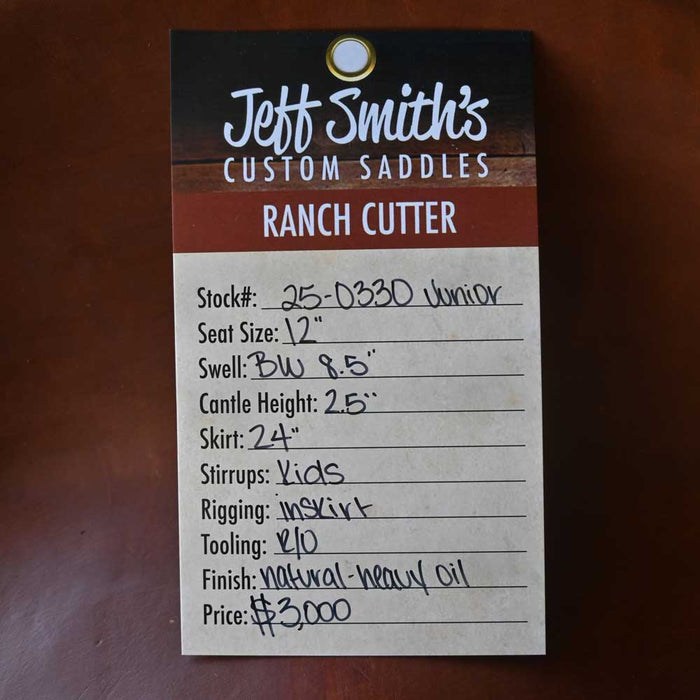 Jeff Smith's
CUSTOM SADDLES
RANCH CUTTER
Stock#: 25-0330 Junior
Seat Size: 12"
Swell: BW 8.5"
Cantle Height: 2.5"
Skirt: 24"
Stirrups: Kids
Rigging: inskirt
Tooling: R/O
Finish: natural-heavy oil
Price: $3,000